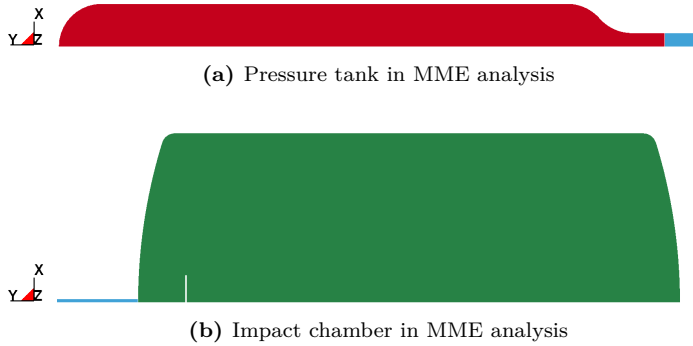 X
Y Z
(a) Pressure tank in MME analysis
X
Y Z
(b) Impact chamber in MME analysis